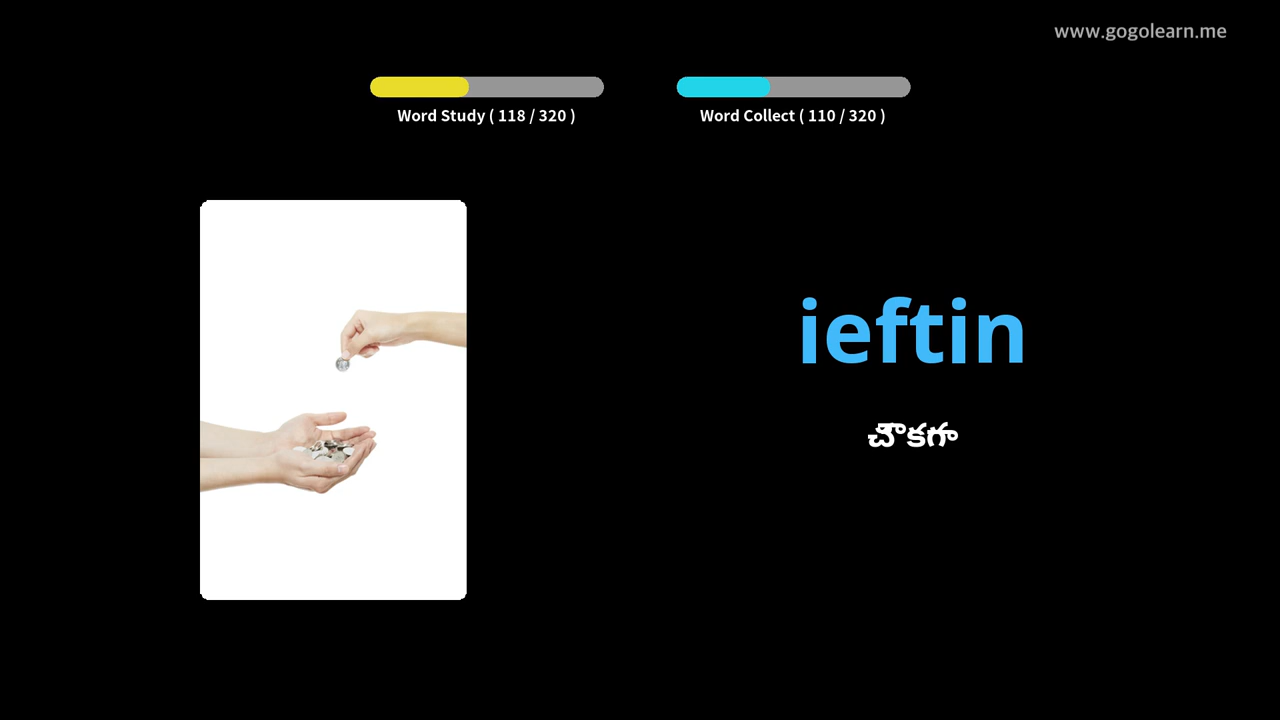 www.gogolearn.me
Word Study ( 118 / 320 )
Word Collect ( 110 / 320 )
ieftin
చౌకగా